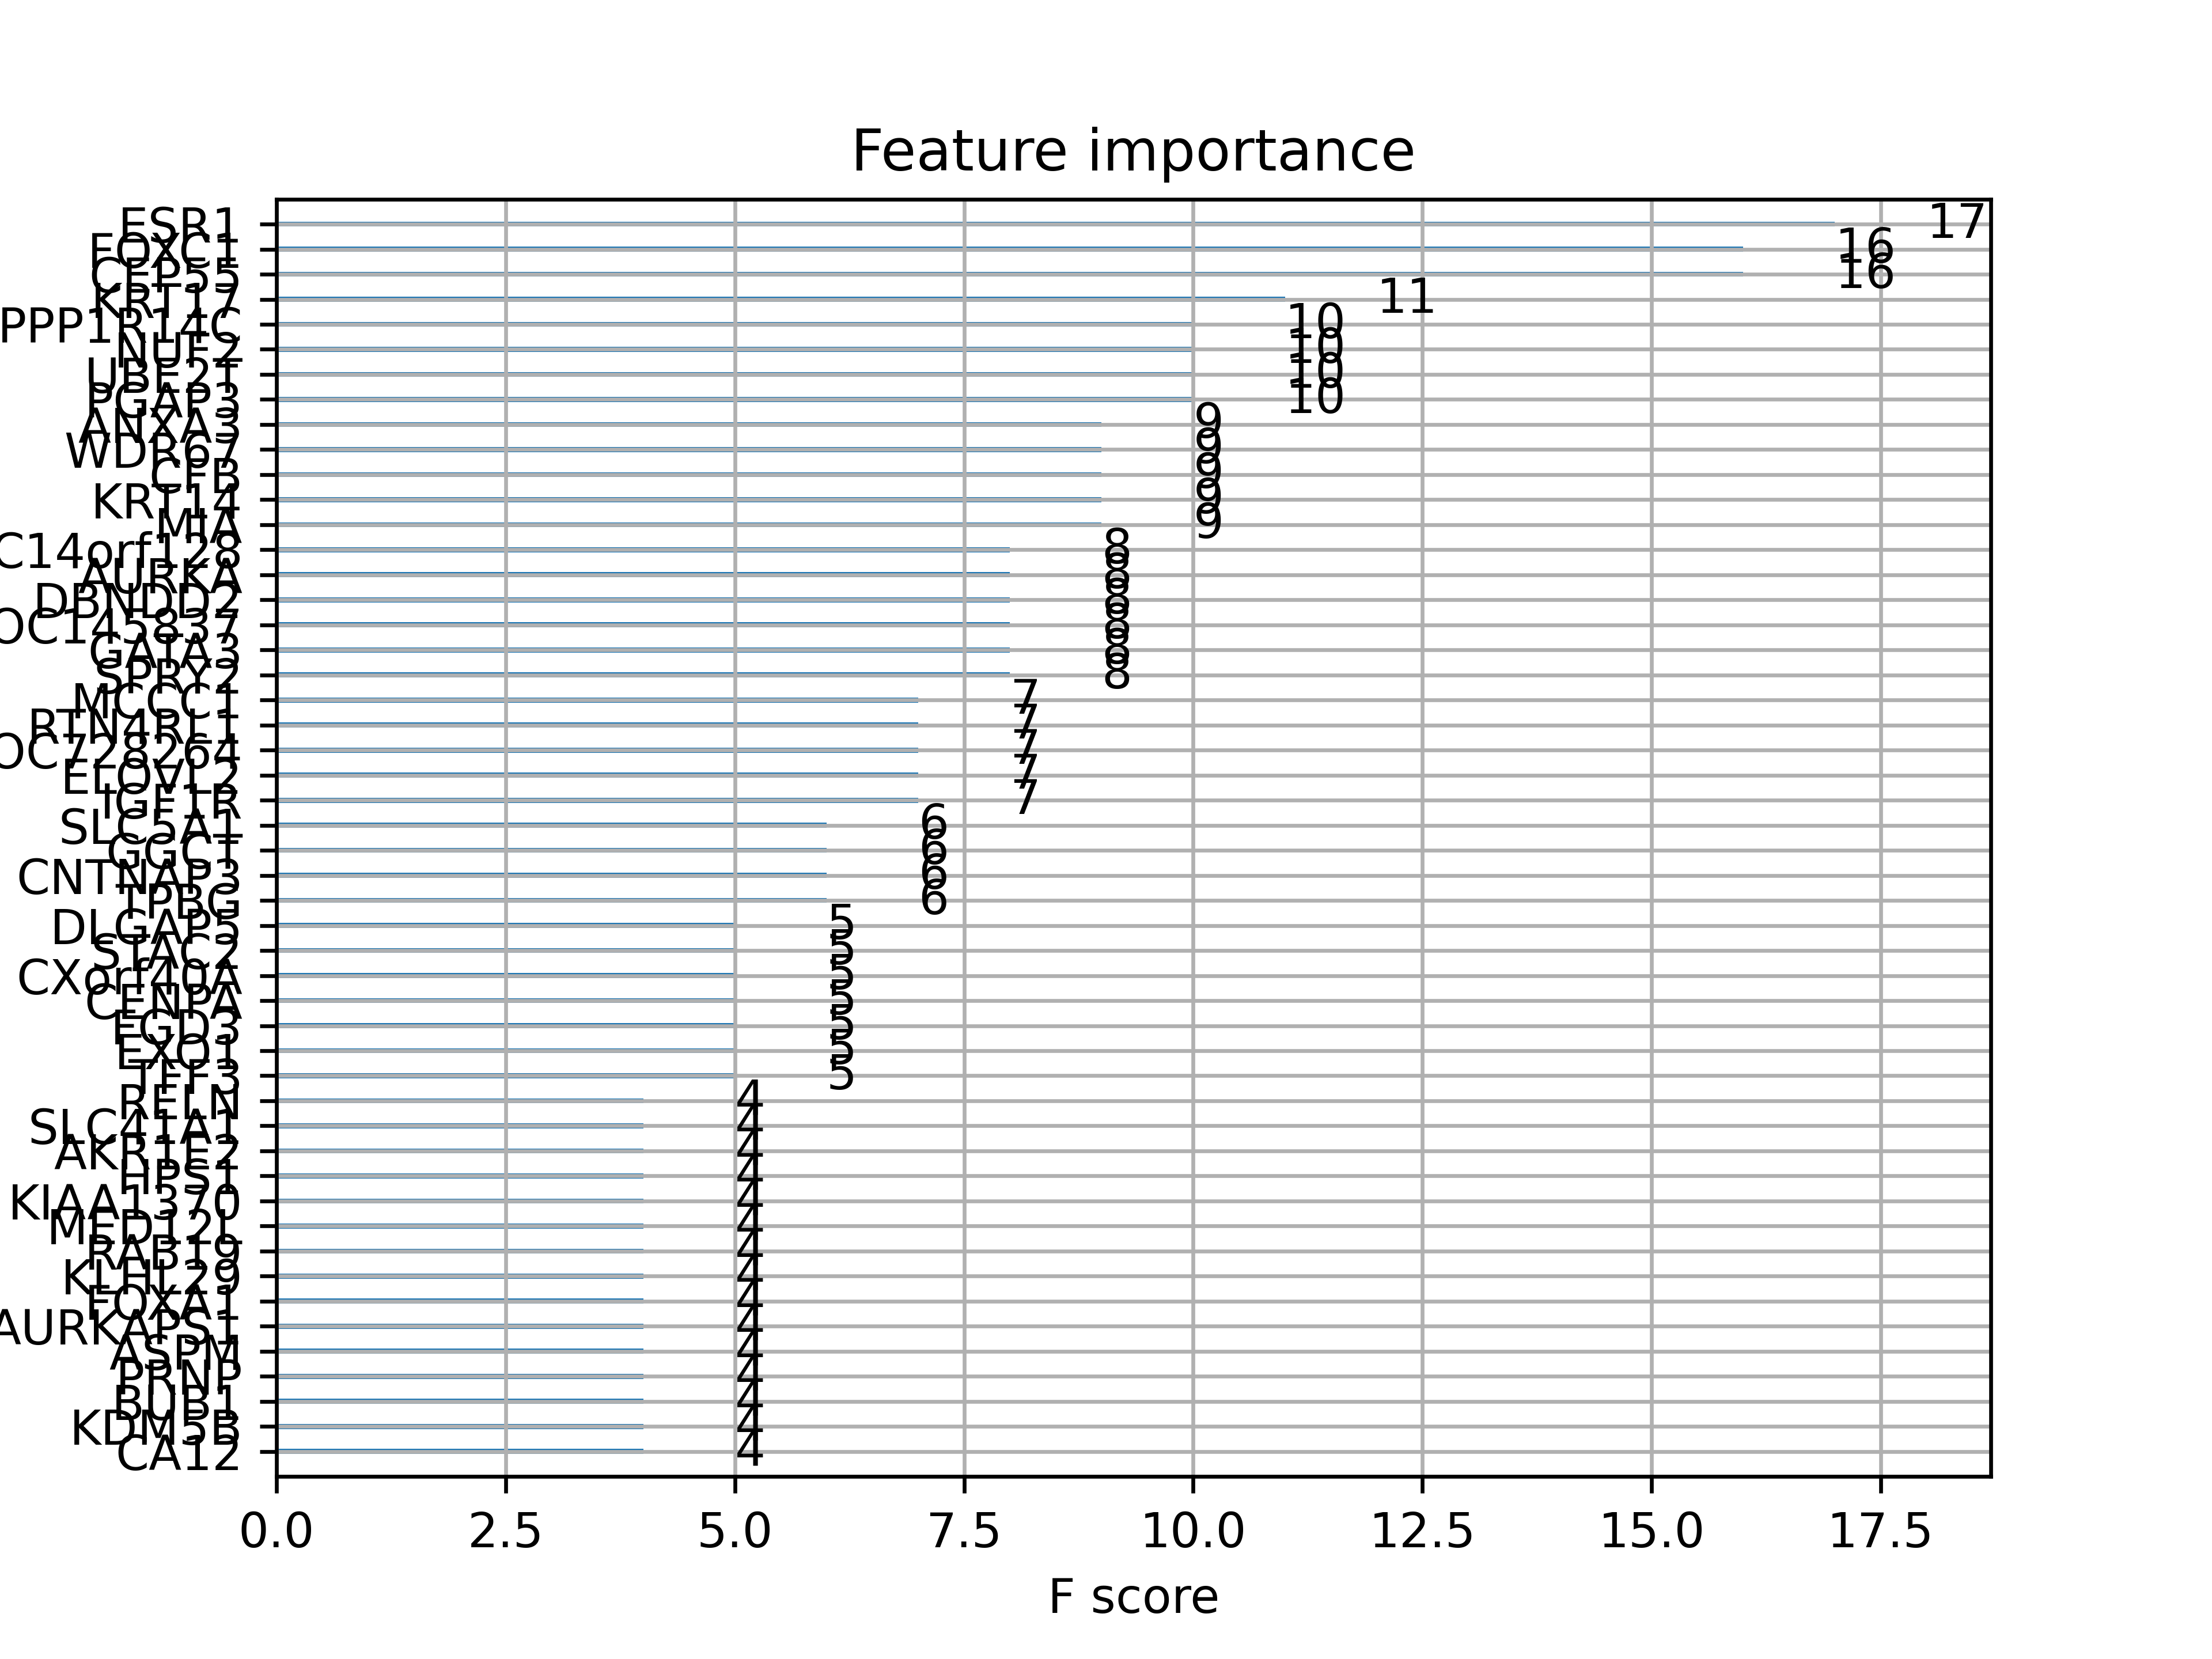 Feature importance
ESR1 17
FOXC1 16
CEP55 16
KRT17 11
PPP1R14C 10
NUF2 10
UBE2T 10
PGAP3 10
ANXA3 9
WDR67 9
CFB 9
KRT14 9
MIA 9
C14orf128 8
AURKA 8
DBNDD2 8
OC145837 8
GATA3 8
SPRY2 8
MCCC1 7
RTN4RL1 7
OC728264 7
ELOVL2 7
IGF1R 7
SLC5A1 6
GGCT 6
CNTNAP3 6
TPBG 6
DLGAP5 5
STAC2 5
CXorf40A 5
CENPA 5
FGD3 5
EXO1 5
TFF3 5
RELN 4
SLC41A1 4
AKR1E2 4
HPS1 4
KIAA1370 4
MED12L 4
RAB19 4
KLHL29 4
FOXA1 4
AURKAPS1 4
ASPM 4
PRNP 4
BUB1 4
KDM5B 4
CA12 4
0.0 2.5 5.0 7.5 10.0 12.5 15.0 17.5
F score